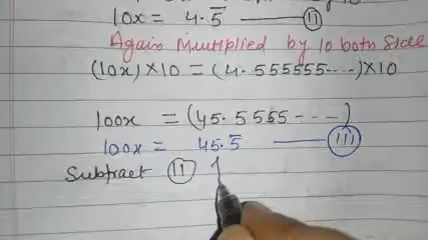 10x = 4.5̅ —— (II)
Again Multiplied by 10 both Side
(10x) × 10 = (4.555555---) × 10
100x = (45.5555---)
100x = 45.5̅ —— (III)
Subtract (II)